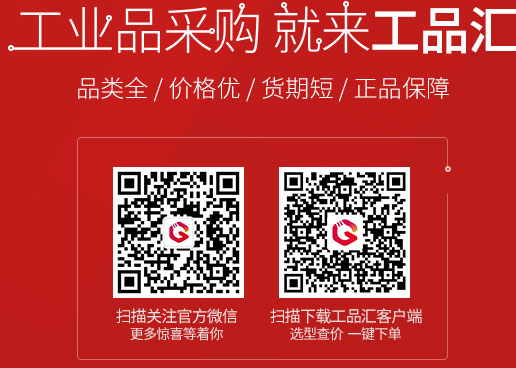 工业品采购 就来工品汇
品类全 / 价格优 / 货期短 / 正品保障
扫描关注官方微信
更多惊喜等着你
扫描下载工品汇客户端
选型查价 一键下单